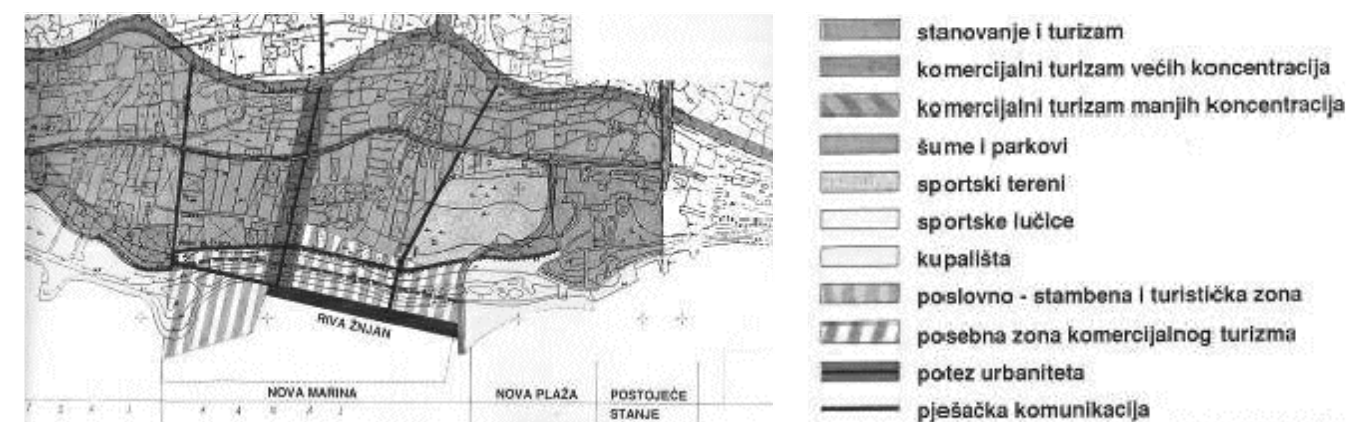 RIVA ŽNJAN
NOVA MARINA
NOVA PLAŽA
POSTOJEĆE
STANJE
stanovanje i turizam
komercijalni turizam većih koncentracija
komercijalni turizam manjih koncentracija
šume i parkovi
sportski tereni
sportske lučice
kupališta
poslovno - stambena i turistička zona
posebna zona komercijalnog turizma
potez urbaniteta
pješačka komunikacija